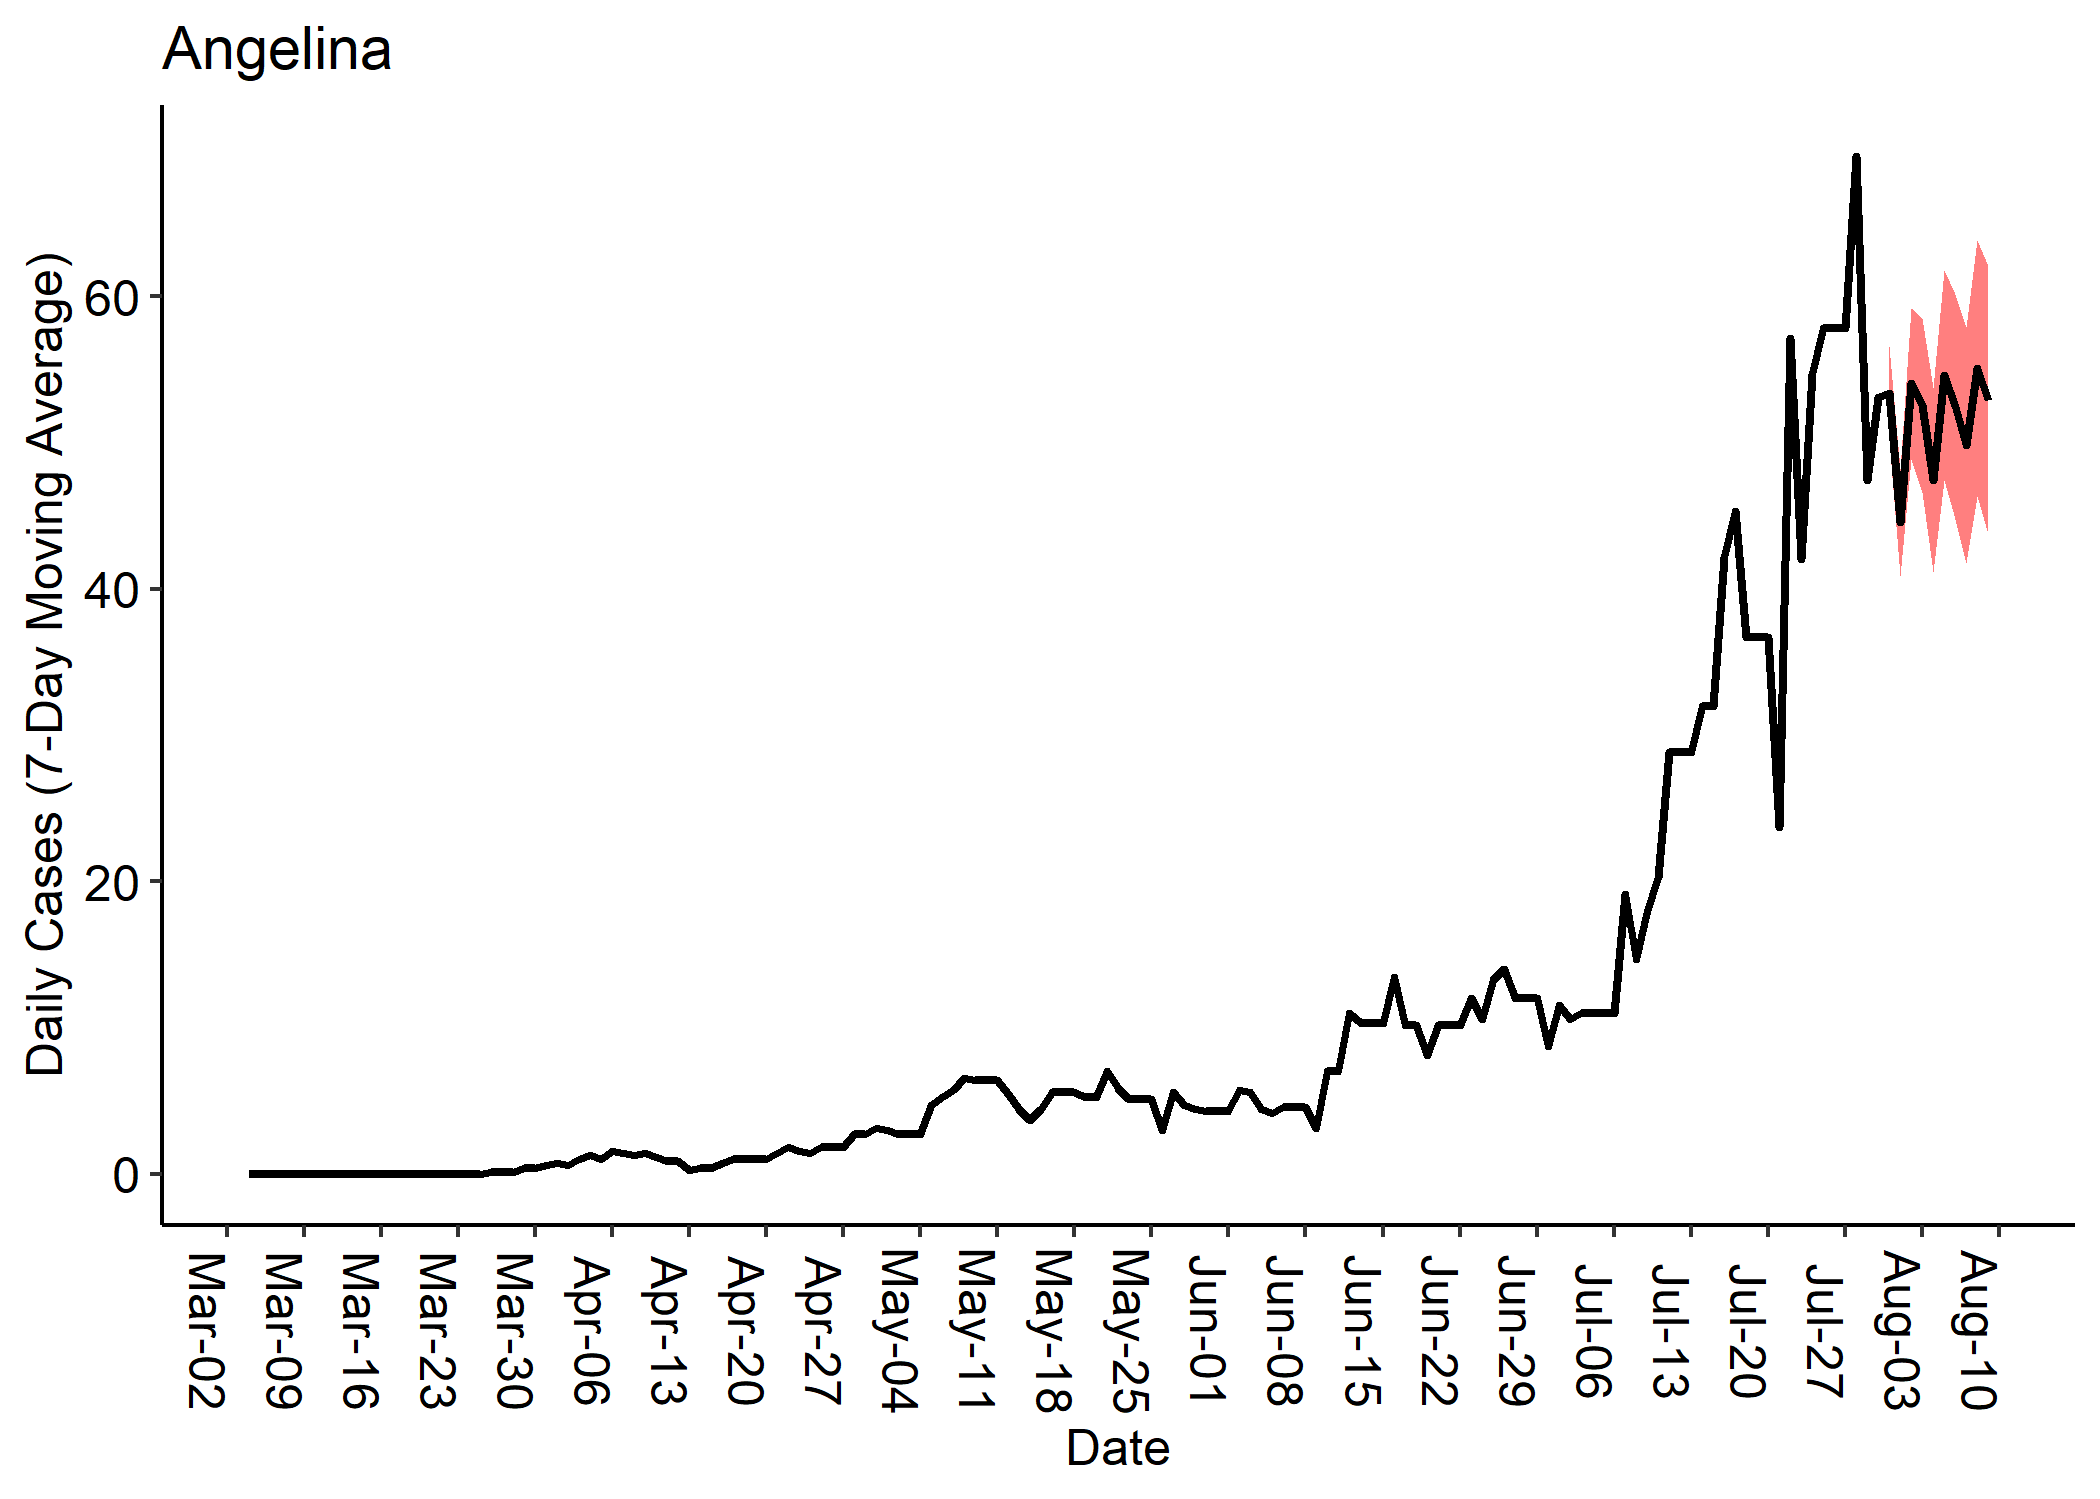 Angelina
Daily Cases (7-Day Moving Average)
60
40
20
0
Mar-02
Mar-09
Mar-16
Mar-23
Mar-30
Apr-06
Apr-13
Apr-20
Apr-27
May-04
May-11
May-18
May-25
Jun-01
Jun-08
Jun-15
Jun-22
Jun-29
Jul-06
Jul-13
Jul-20
Jul-27
Aug-03
Aug-10
Date